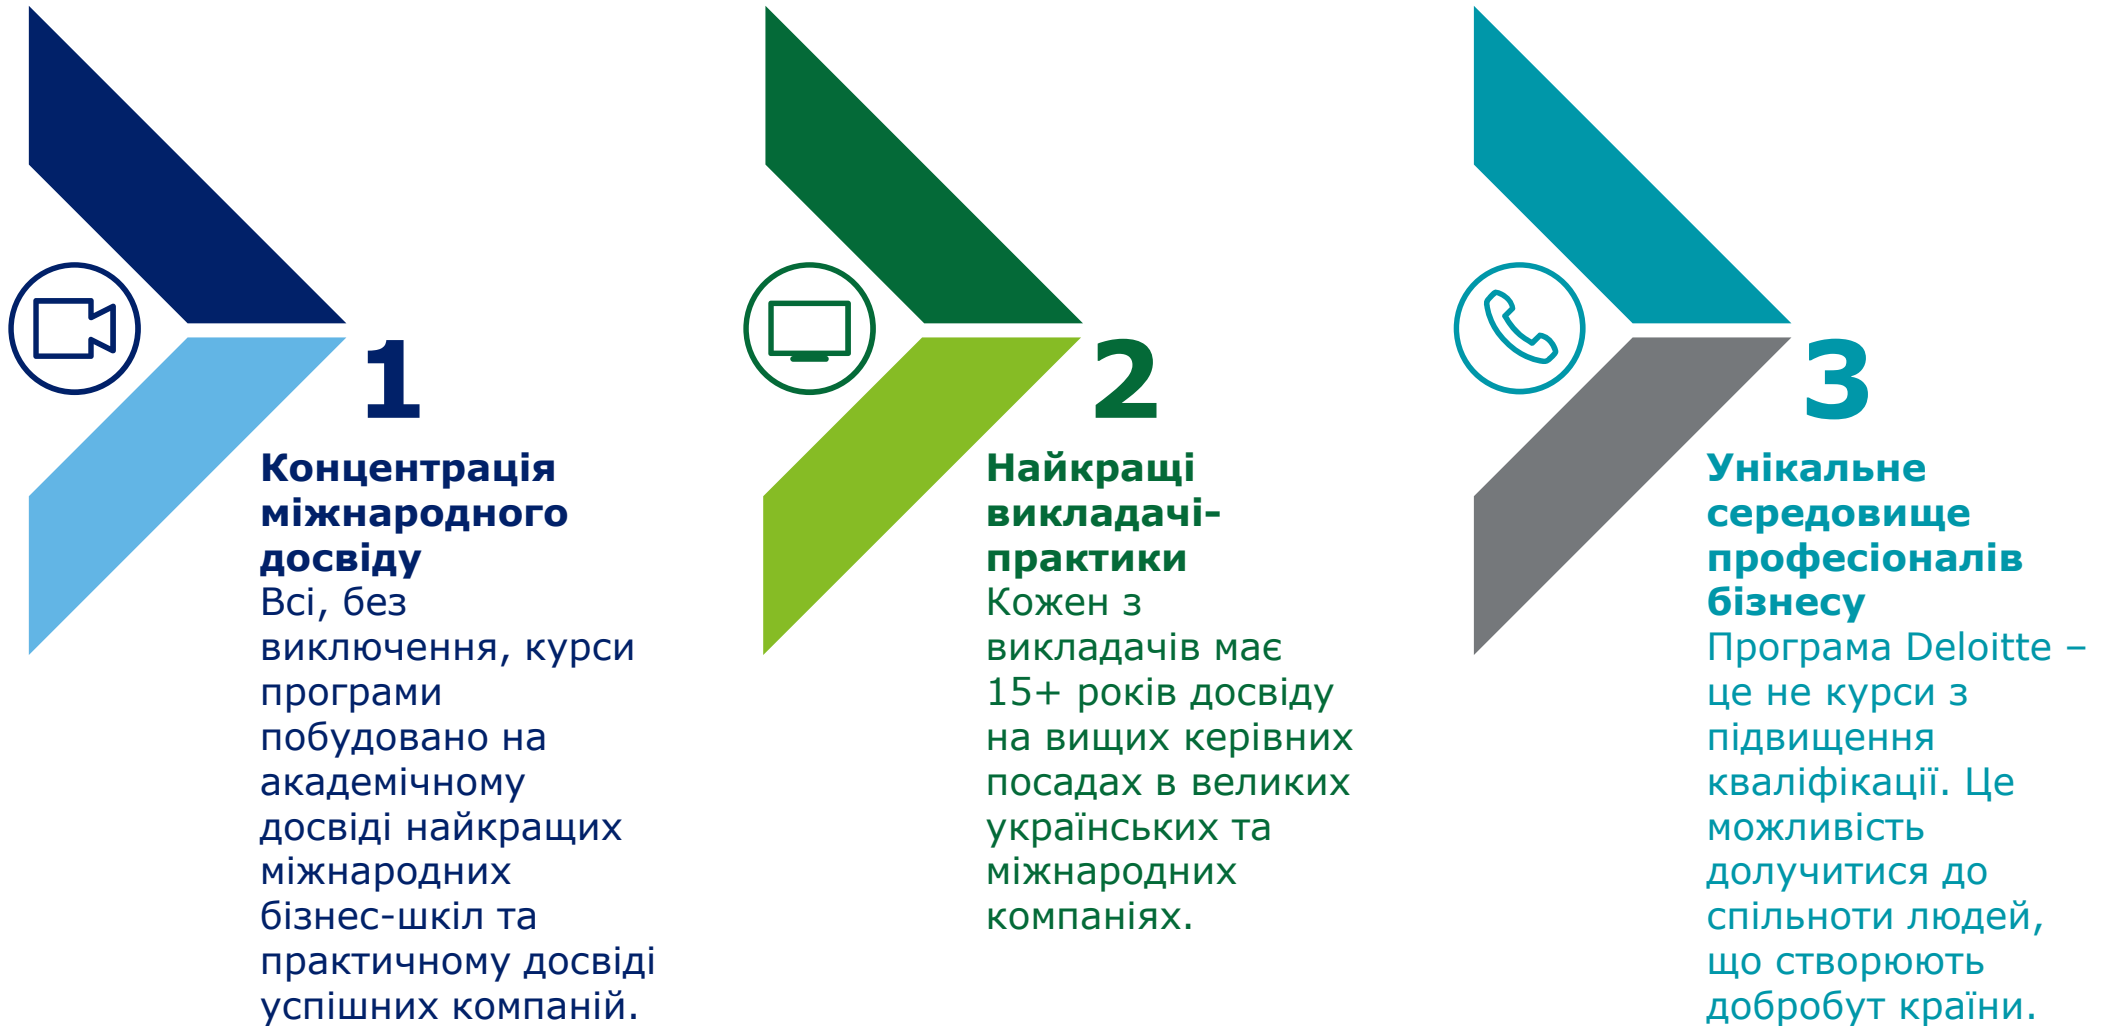 1
Концентрація
міжнародного
досвіду
Всі, без
виключення, курси
програми
побудовано на
академічному
досвіді найкращих
міжнародних
бізнес-шкіл та
практичному досвіді
успішних компаній.
2
Найкращі
викладачі-
практики
Кожен з
викладачів має
15+ років досвіду
на вищих керівних
посадах в великих
українських та
міжнародних
компаніях.
3
Унікальне
середовище
професіоналів
бізнесу
Програма Deloitte –
це не курси з
підвищення
кваліфікації. Це
можливість
долучитися до
спільноти людей,
що створюють
добробут країни.